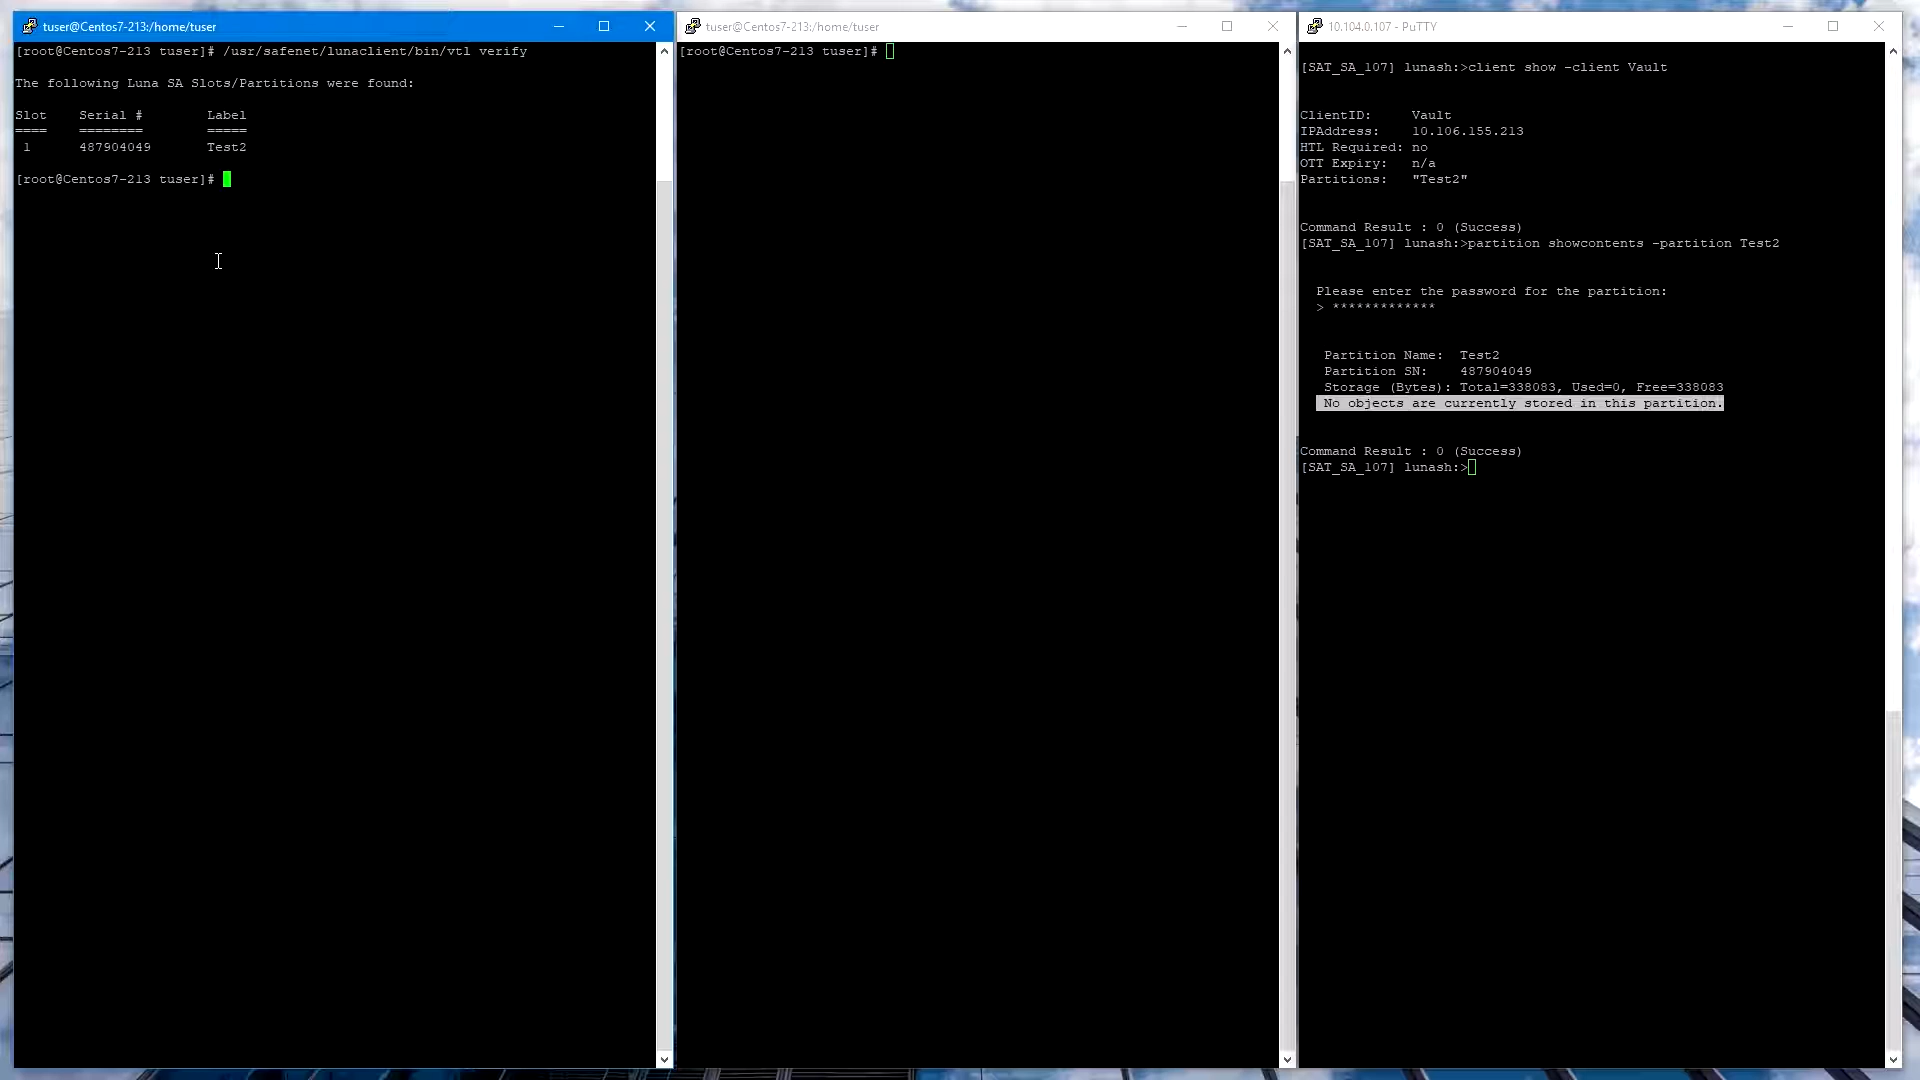 tuser@Centos7-213:/home/tuser
[root@Centos7-213 tuser]# /usr/safenet/lunaclient/bin/vtl verify
The following Luna SA Slots/Partitions were found:
Slot Serial # Label
==== ======== =====
1 487904049 Test2
[root@Centos7-213 tuser]#
tuser@Centos7-213:/home/tuser
[root@Centos7-213 tuser]#
10.104.0.107 - PuTTY
[SAT_SA_107] lunash:>client show -client Vault
ClientID: Vault
IPAddress: 10.106.155.213
HTL Required: no
OTT Expiry: n/a
Partitions: "Test2"
Command Result : 0 (Success)
[SAT_SA_107] lunash:>partition showcontents -partition Test2
Please enter the password for the partition:
> *************
Partition Name: Test2
Partition SN: 487904049
Storage (Bytes): Total=338083, Used=0, Free=338083
No objects are currently stored in this partition.
Command Result : 0 (Success)
[SAT_SA_107] lunash:>